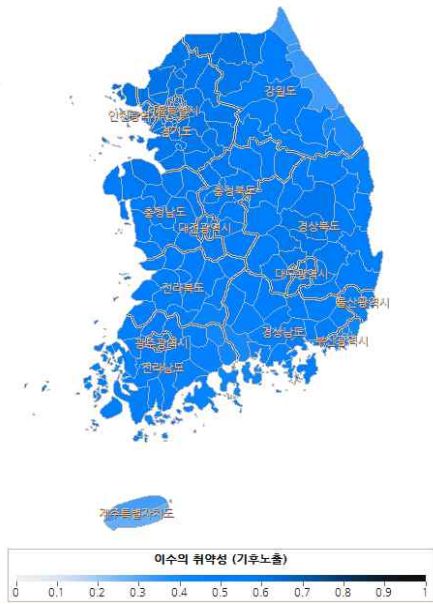 강원도
인천광역시
경기도
충청북도
충청남도
대전광역시
경상북도
대구광역시
전라북도
울산광역시
경상남도
부산광역시
광주광역시
전라남도
제주특별자치도
이수의 취약성 (기후노출)
0 0.1 0.2 0.3 0.4 0.5 0.6 0.7 0.8 0.9 1